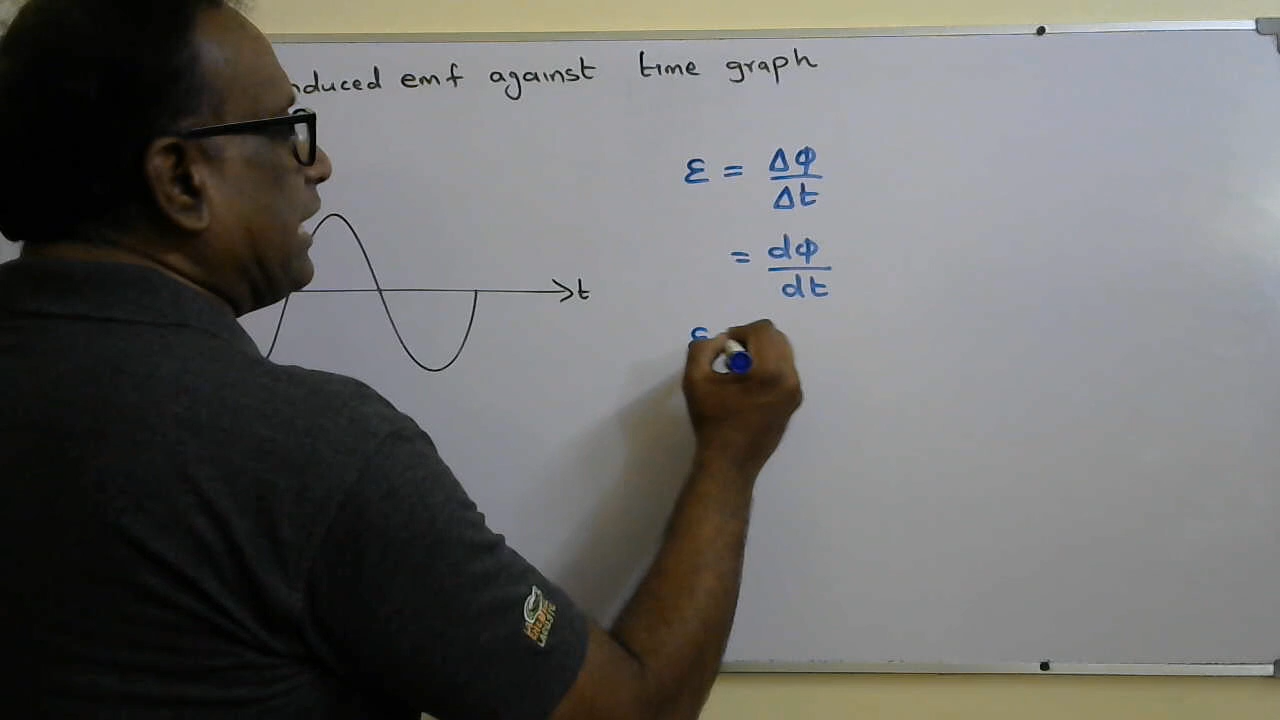 nduced emf against time graph
ε = Δφ/Δt
= dφ/dt
t
ε